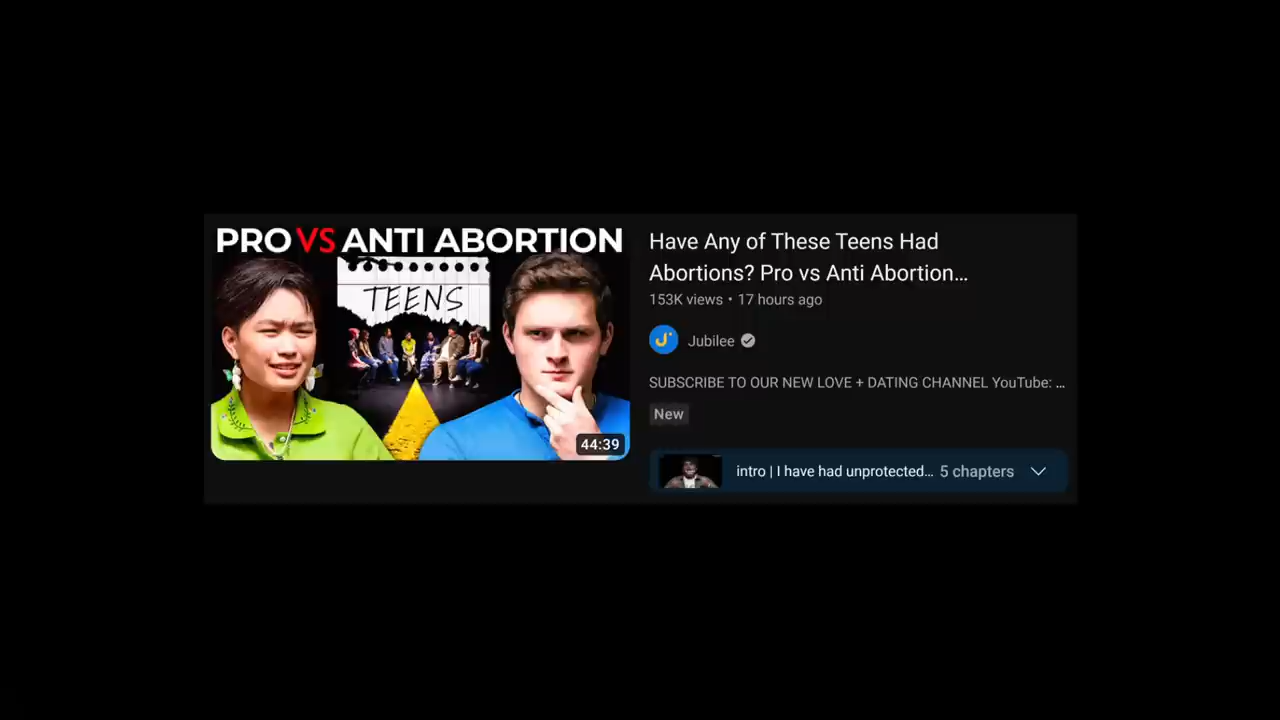 PRO VS ANTI ABORTION
TEENS
44:39
Have Any of These Teens Had
Abortions? Pro vs Anti Abortion…
153K views • 17 hours ago
Jubilee
SUBSCRIBE TO OUR NEW LOVE + DATING CHANNEL YouTube: ...
New
intro | I have had unprotected… 5 chapters